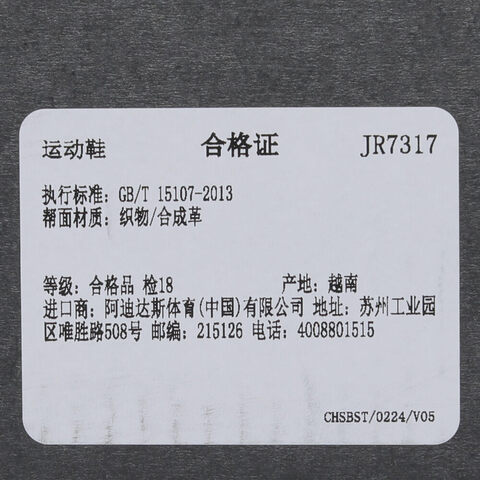 运动鞋 合格证 JR7317
执行标准: GB/T 15107-2013
帮面材质: 织物/合成革
等级: 合格品 检18 产地: 越南
进口商: 阿迪达斯体育(中国)有限公司 地址: 苏州工业园
区唯胜路508号 邮编: 215126 电话: 4008801515
CHSBST/0224/V05